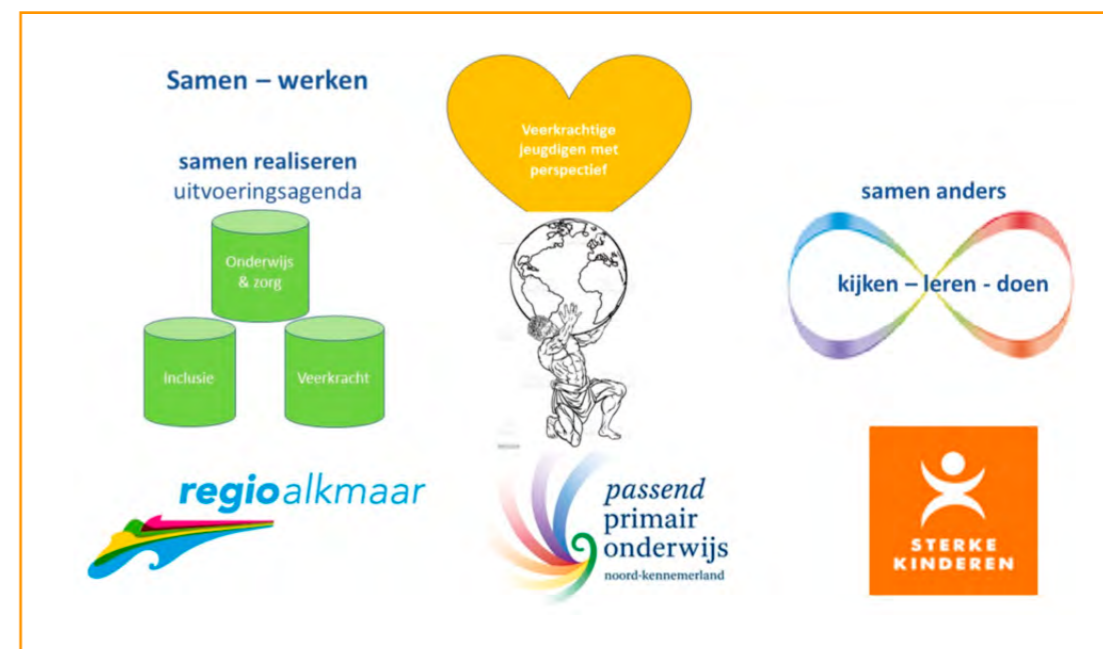 Samen – werken
samen realiseren
uitvoeringsagenda
Onderwijs
& zorg
Inclusie
Veerkracht
regioalkmaar
Veerkrachtige
jeugdigen met
perspectief
passend
primair
onderwijs
noord-kennemerland
samen anders
kijken – leren - doen
STERKE
KINDEREN